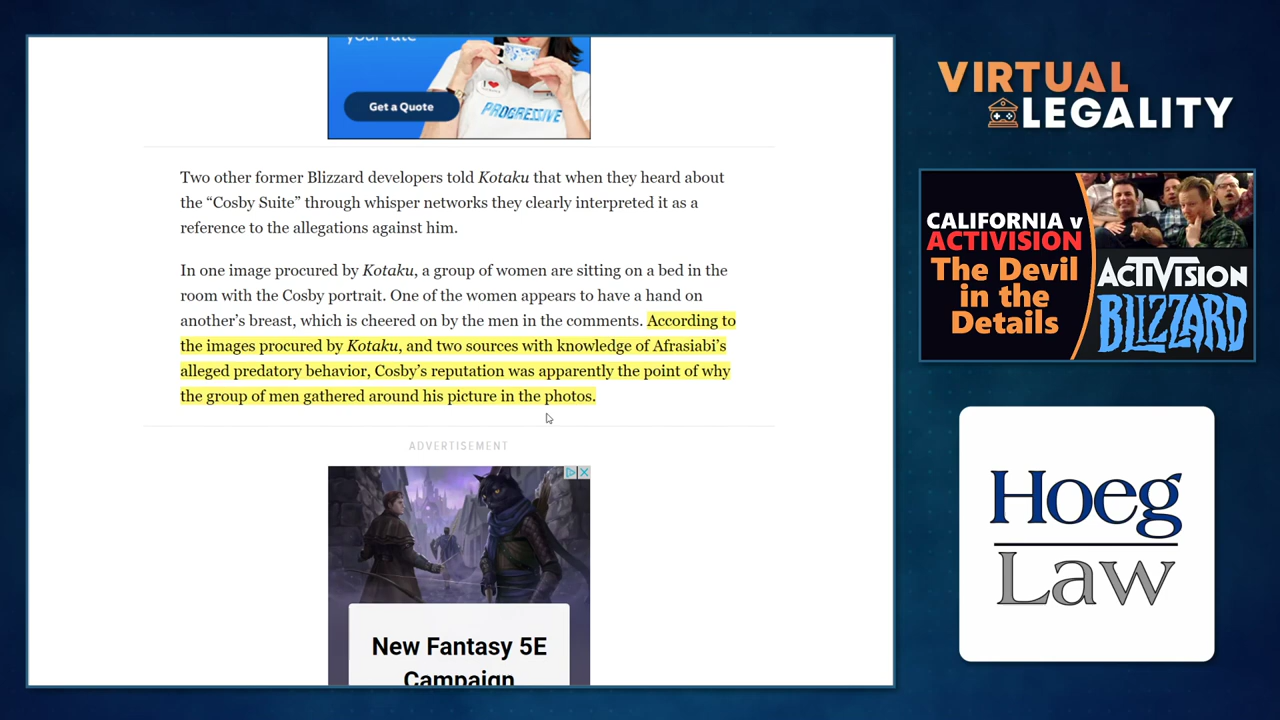 your rate
Get a Quote
I ♥
PROGRESSIVE
Two other former Blizzard developers told Kotaku that when they heard about
the “Cosby Suite” through whisper networks they clearly interpreted it as a
reference to the allegations against him.
In one image procured by Kotaku, a group of women are sitting on a bed in the
room with the Cosby portrait. One of the women appears to have a hand on
another’s breast, which is cheered on by the men in the comments. According to
the images procured by Kotaku, and two sources with knowledge of Afrasiabi’s
alleged predatory behavior, Cosby’s reputation was apparently the point of why
the group of men gathered around his picture in the photos.
ADVERTISEMENT
New Fantasy 5E
Campaign
VIRTUAL
LEGALITY
CALIFORNIA v
ACTIVISION
The Devil
in the
Details
ACTIVISION
BLIZZARD
Hoeg
Law